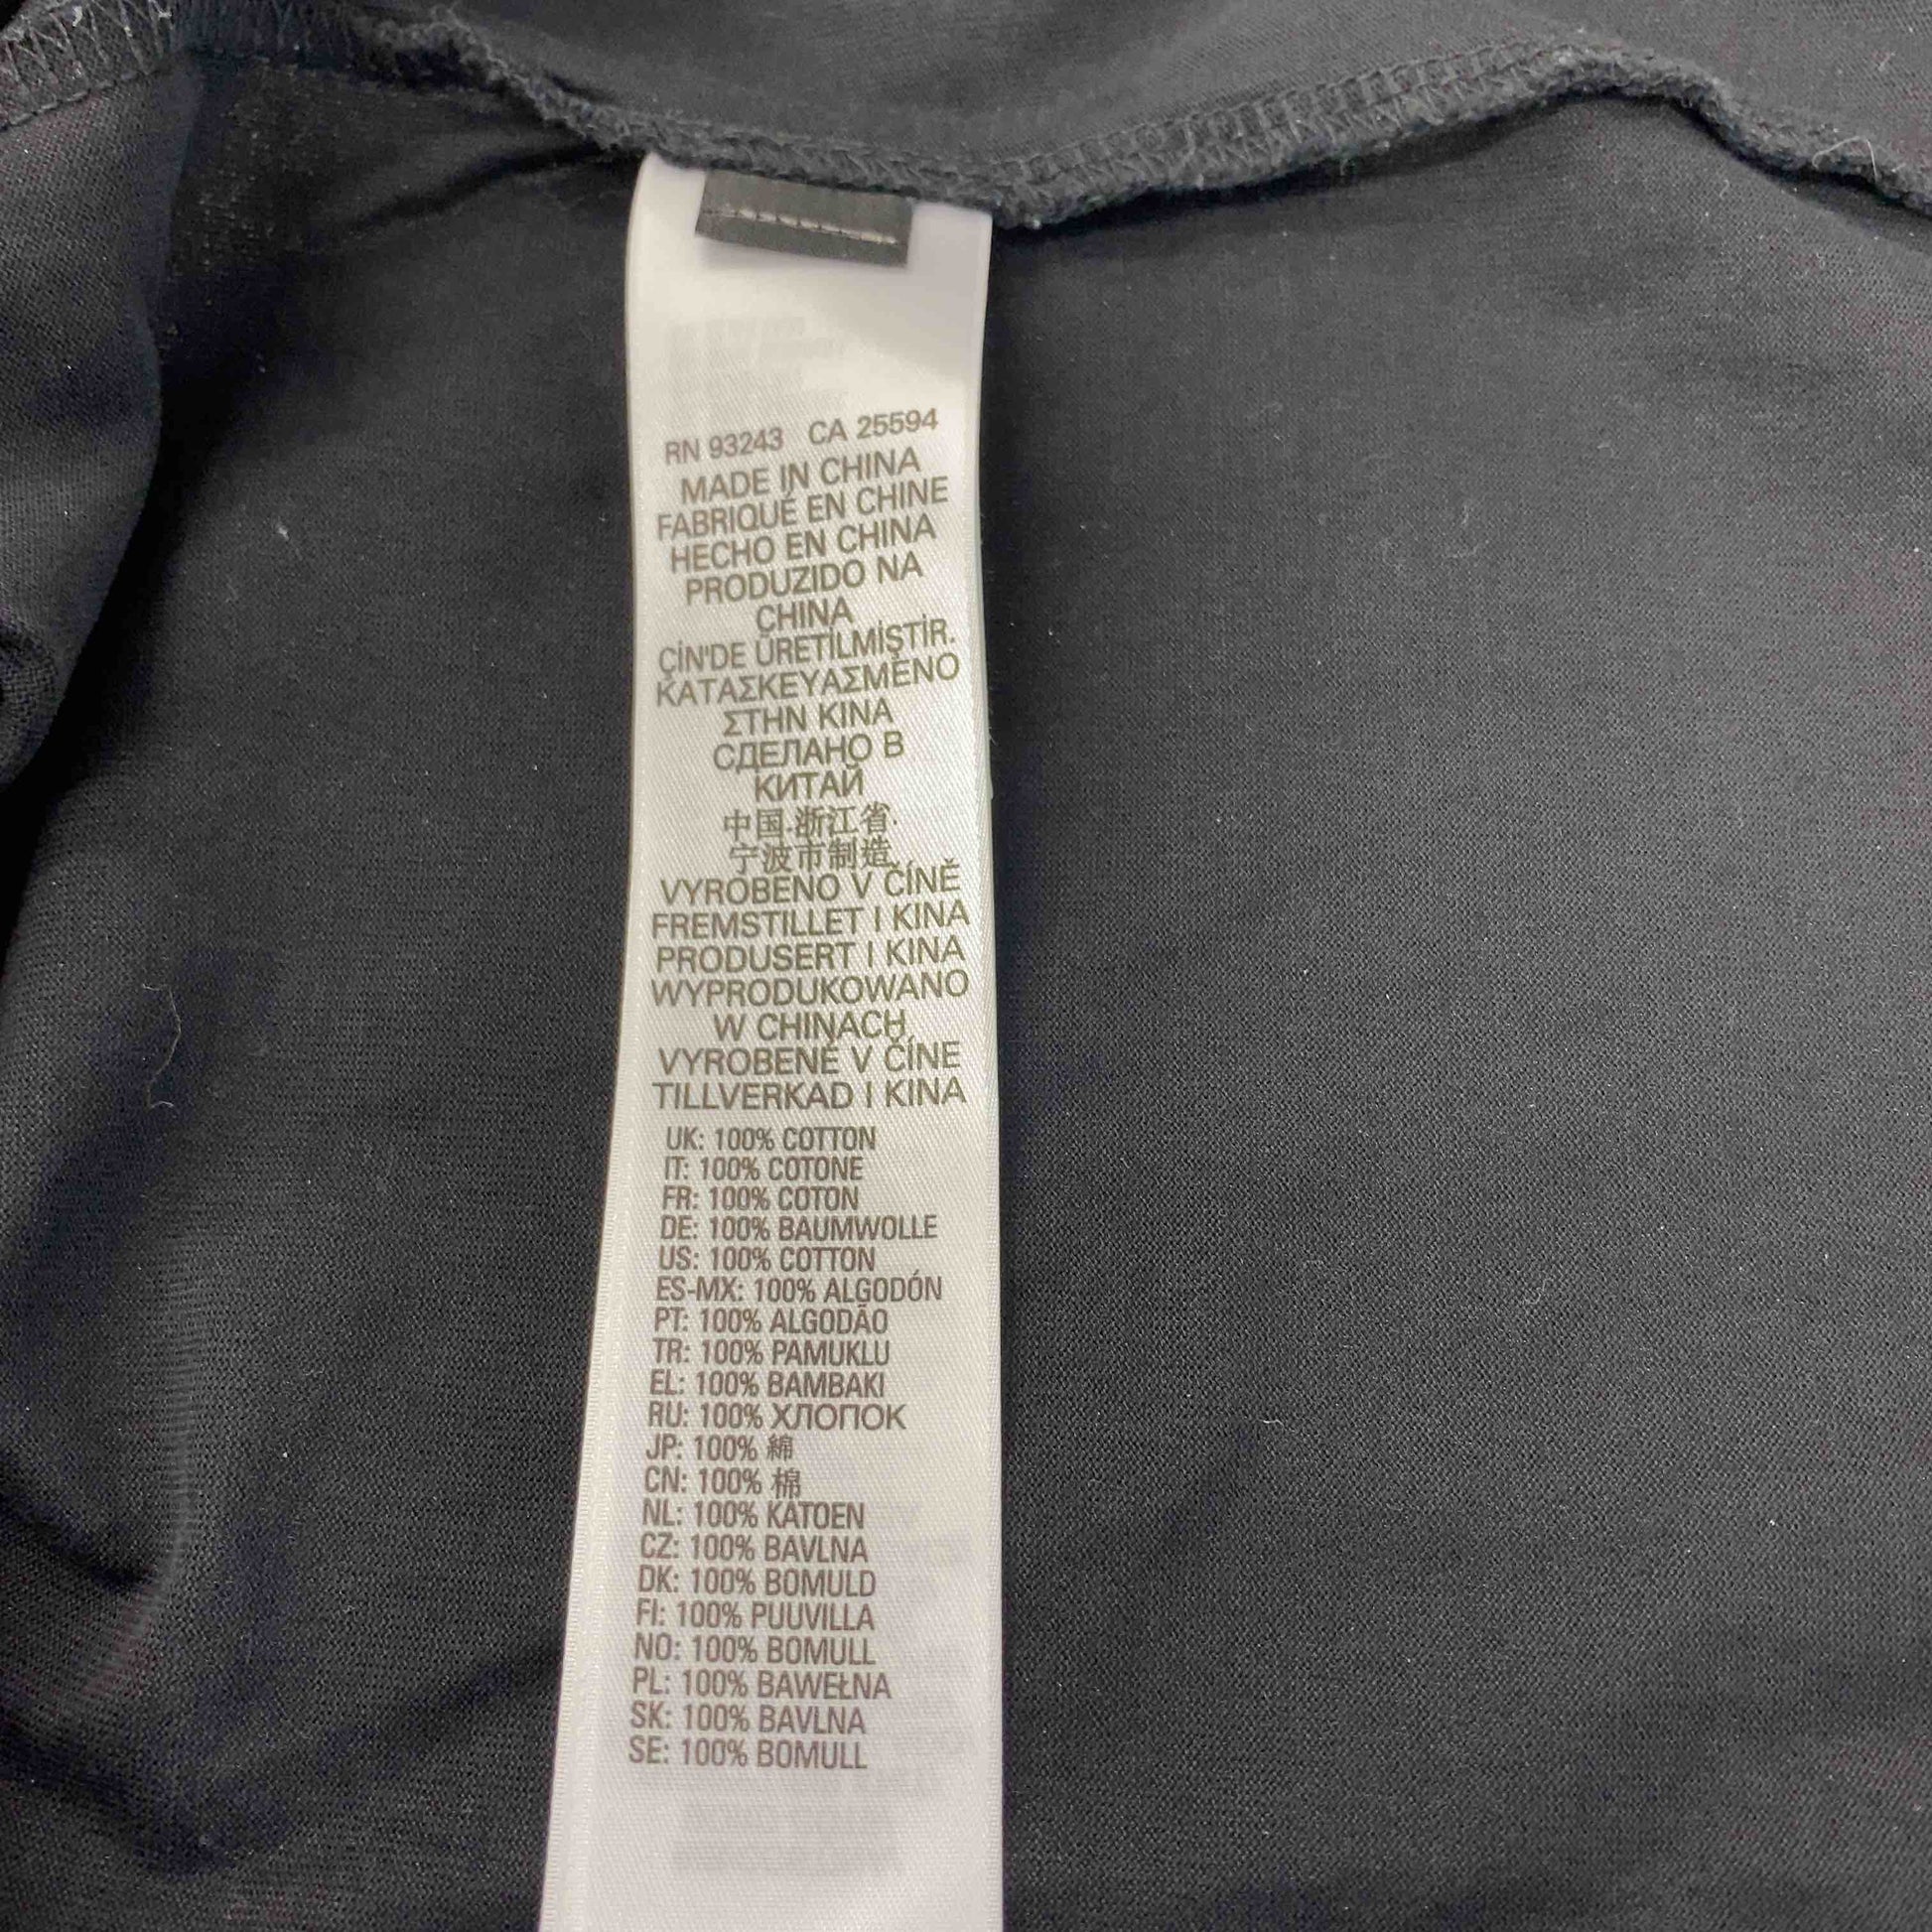 RN 93243 CA 25594
MADE IN CHINA
FABRIQUÉ EN CHINE
HECHO EN CHINA
PRODUZIDO NA
CHINA
ÇİN'DE ÜRETİLMİŞTİR.
ΚΑΤΑΣΚΕΥΑΣΜΕΝΟ
ΣΤΗΝ ΚΙΝΑ
СДЕЛАНО В
КИТАЙ
中国.浙江省.
宁波市制造
VYROBENO V ČÍNĚ
FREMSTILLET I KINA
PRODUSERT I KINA
WYPRODUKOWANO
W CHINACH
VYROBENÉ V ČÍNE
TILLVERKAD I KINA
UK: 100% COTTON
IT: 100% COTONE
FR: 100% COTON
DE: 100% BAUMWOLLE
US: 100% COTTON
ES-MX: 100% ALGODÓN
PT: 100% ALGODÃO
TR: 100% PAMUKLU
EL: 100% ΒΑΜΒΑΚΙ
RU: 100% ХЛОПОК
JP: 100% 綿
CN: 100% 棉
NL: 100% KATOEN
CZ: 100% BAVLNA
DK: 100% BOMULD
FI: 100% PUUVILLA
NO: 100% BOMULL
PL: 100% BAWEŁNA
SK: 100% BAVLNA
SE: 100% BOMULL